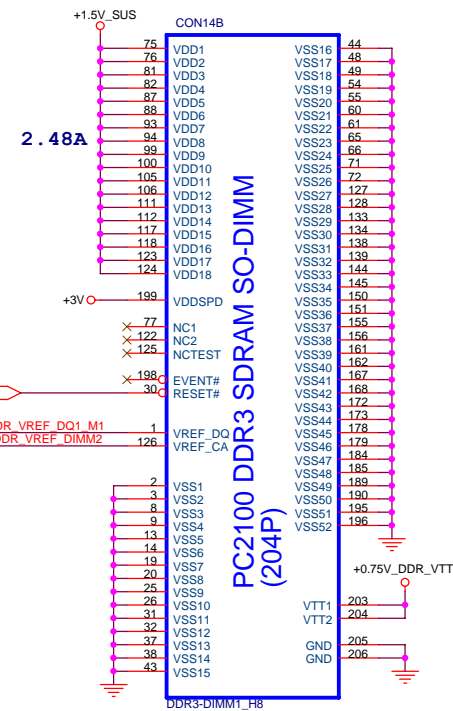 +1.5V_SUS
CON14B
2.48A
75 VDD1
76 VDD2
81 VDD3
82 VDD4
87 VDD5
88 VDD6
93 VDD7
94 VDD8
99 VDD9
100 VDD10
105 VDD11
106 VDD12
111 VDD13
112 VDD14
117 VDD15
118 VDD16
123 VDD17
124 VDD18
+3V 199 VDDSPD
77 NC1
122 NC2
125 NCTEST
198 EVENT#
30 RESET#
DR_VREF_DQ1_M1 1 VREF_DQ
DDR_VREF_DIMM2 126 VREF_CA
2 VSS1
3 VSS2
8 VSS3
9 VSS4
13 VSS5
14 VSS6
19 VSS7
20 VSS8
25 VSS9
26 VSS10
31 VSS11
32 VSS12
37 VSS13
38 VSS14
43 VSS15
PC2100 DDR3 SDRAM SO-DIMM
(204P)
VSS16 44
VSS17 48
VSS18 49
VSS19 54
VSS20 55
VSS21 60
VSS22 61
VSS23 65
VSS24 66
VSS25 71
VSS26 72
VSS27 127
VSS28 128
VSS29 133
VSS30 134
VSS31 138
VSS32 139
VSS33 144
VSS34 145
VSS35 150
VSS36 151
VSS37 155
VSS38 156
VSS39 161
VSS40 162
VSS41 167
VSS42 168
VSS43 172
VSS44 173
VSS45 178
VSS46 179
VSS47 184
VSS48 185
VSS49 189
VSS50 190
VSS51 195
VSS52 196
+0.75V_DDR_VTT
VTT1 203
VTT2 204
GND 205
GND 206
DDR3-DIMM1_H8